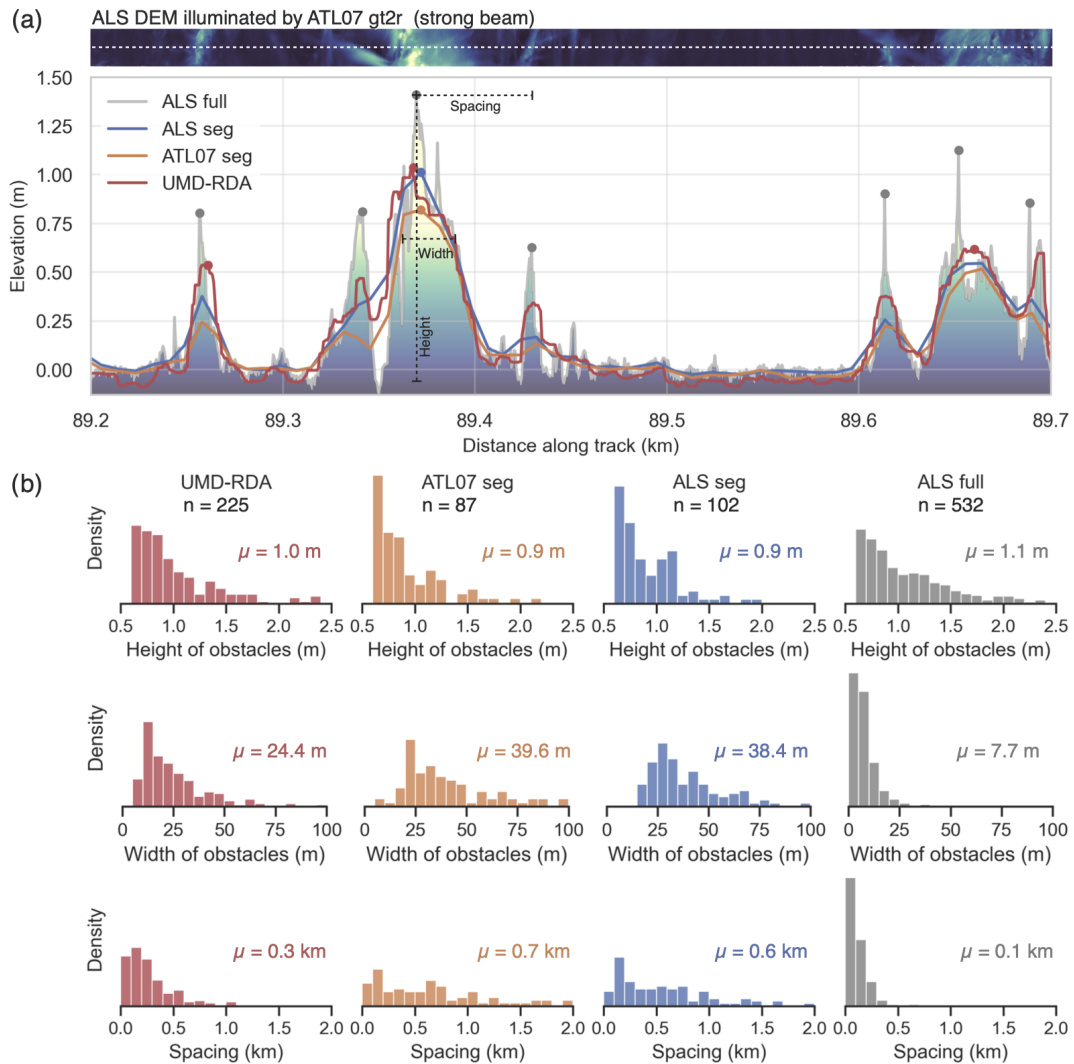 (a)
ALS DEM illuminated by ATL07 gt2r (strong beam)
1.50
1.25
1.00
0.75
0.50
0.25
0.00
Elevation (m)
ALS full
ALS seg
ATL07 seg
UMD-RDA
Spacing
Width
Height
89.2 89.3 89.4 89.5 89.6 89.7
Distance along track (km)
(b)
UMD-RDA ATL07 seg ALS seg ALS full
n = 225 n = 87 n = 102 n = 532
Density
μ = 1.0 m μ = 0.9 m μ = 0.9 m μ = 1.1 m
0.5 1.0 1.5 2.0 2.5 0.5 1.0 1.5 2.0 2.5 0.5 1.0 1.5 2.0 2.5 0.5 1.0 1.5 2.0 2.5
Height of obstacles (m) Height of obstacles (m) Height of obstacles (m) Height of obstacles (m)
Density
μ = 24.4 m μ = 39.6 m μ = 38.4 m μ = 7.7 m
0 25 50 75 100 0 25 50 75 100 0 25 50 75 100 0 25 50 75 100
Width of obstacles (m) Width of obstacles (m) Width of obstacles (m) Width of obstacles (m)
Density
μ = 0.3 km μ = 0.7 km μ = 0.6 km μ = 0.1 km
0.0 0.5 1.0 1.5 2.0 0.0 0.5 1.0 1.5 2.0 0.0 0.5 1.0 1.5 2.0 0.0 0.5 1.0 1.5 2.0
Spacing (km) Spacing (km) Spacing (km) Spacing (km)